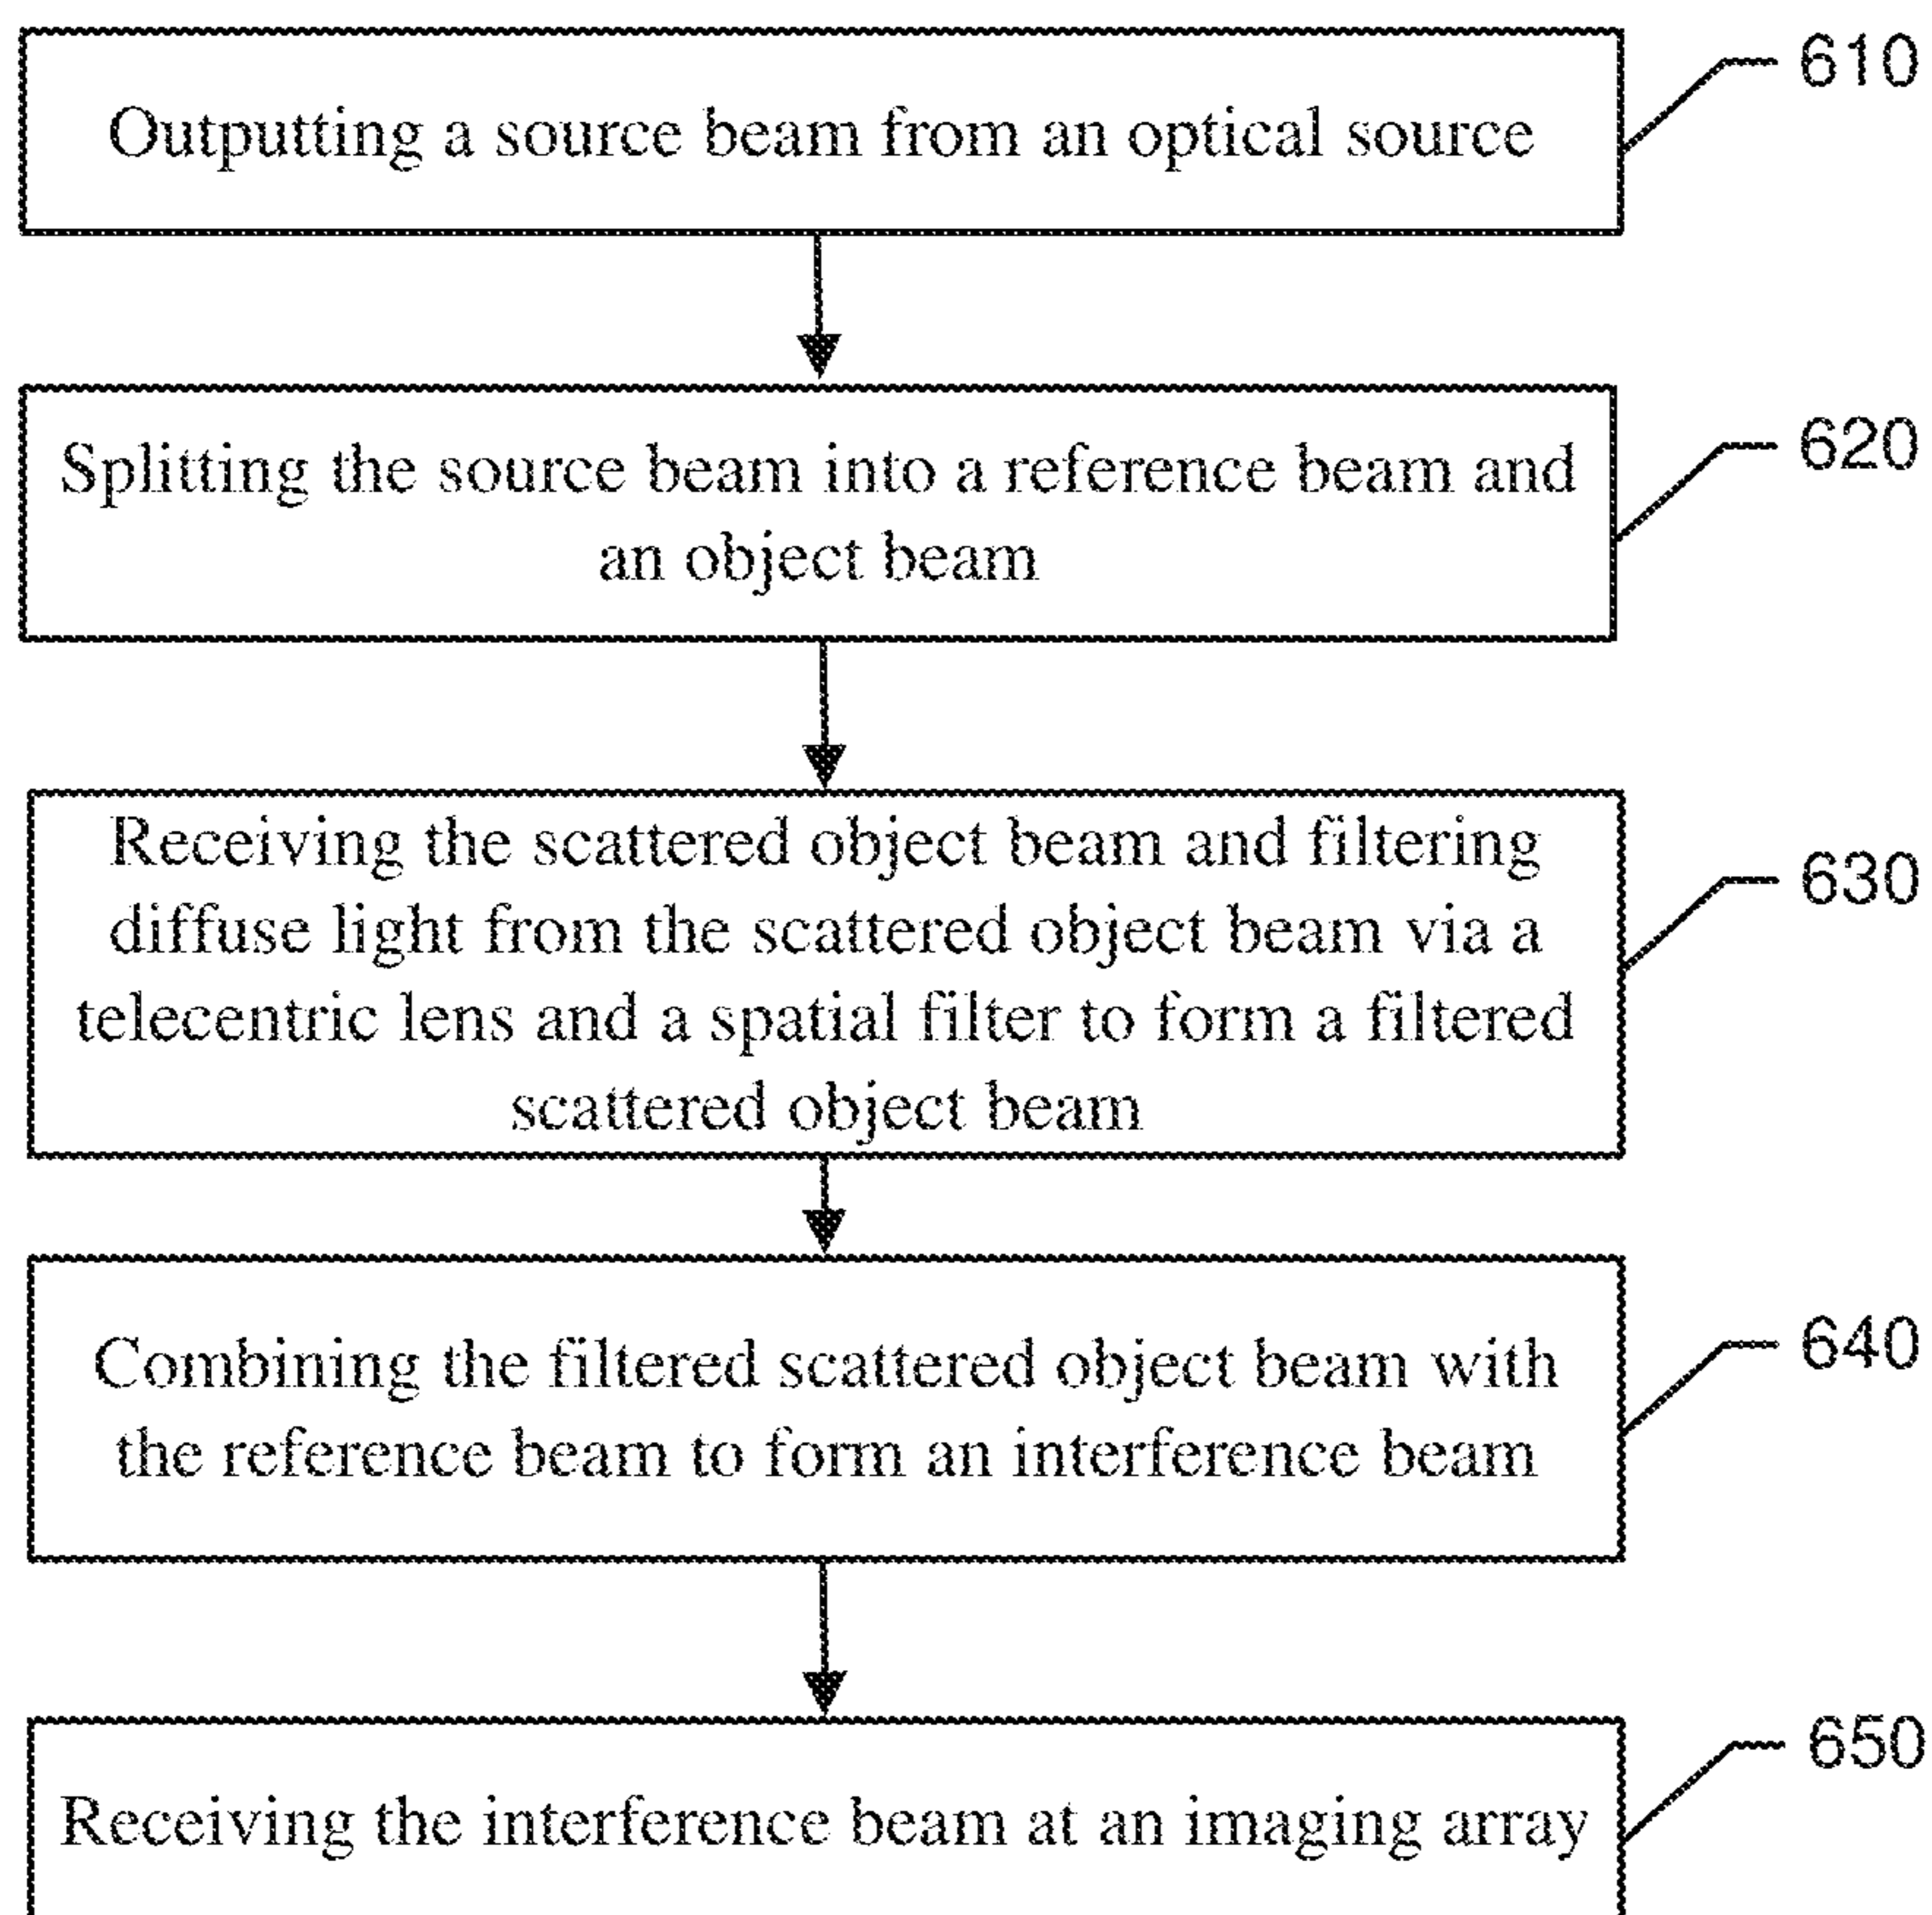 610
Outputting a source beam from an optical source
620
Splitting the source beam into a reference beam and
an object beam
630
Receiving the scattered object beam and filtering
diffuse light from the scattered object beam via a
telecentric lens and a spatial filter to form a filtered
scattered object beam
640
Combining the filtered scattered object beam with
the reference beam to form an interference beam
650
Receiving the interference beam at an imaging array